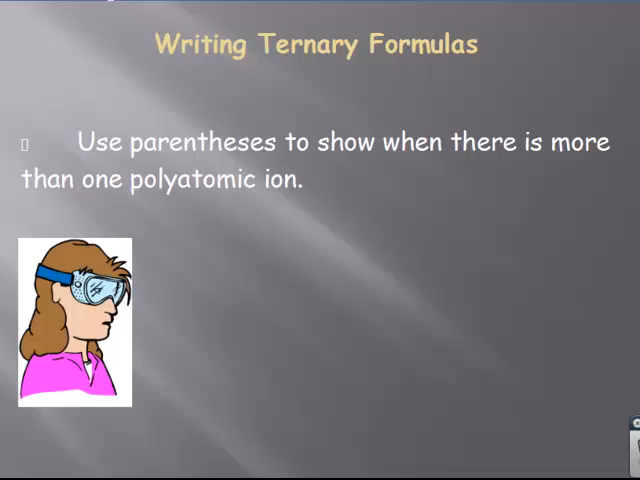 Writing Ternary Formulas
Use parentheses to show when there is more
than one polyatomic ion.